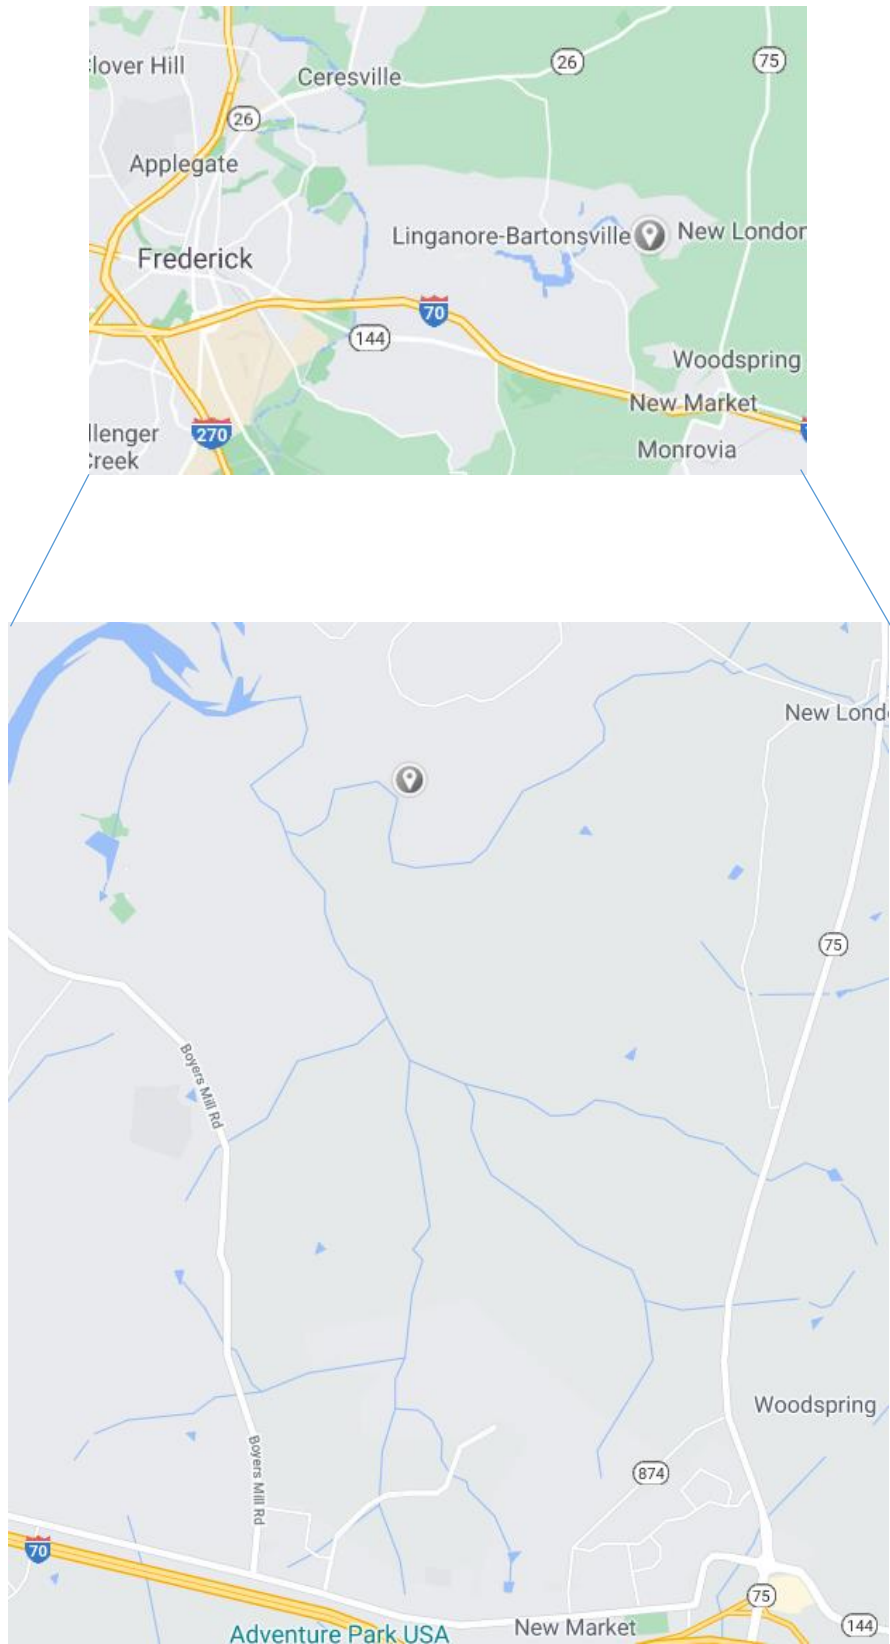 lover Hill
26
75
Ceresville
26
Applegate
Linganore-Bartonsville
New London
Frederick
70
144
Woodspring
New Market
270
llenger
Creek
Monrovia
New Lond
75
Boyers Mill Rd
Woodspring
874
Boyers Mill Rd
70
75
New Market
144
Adventure Park USA